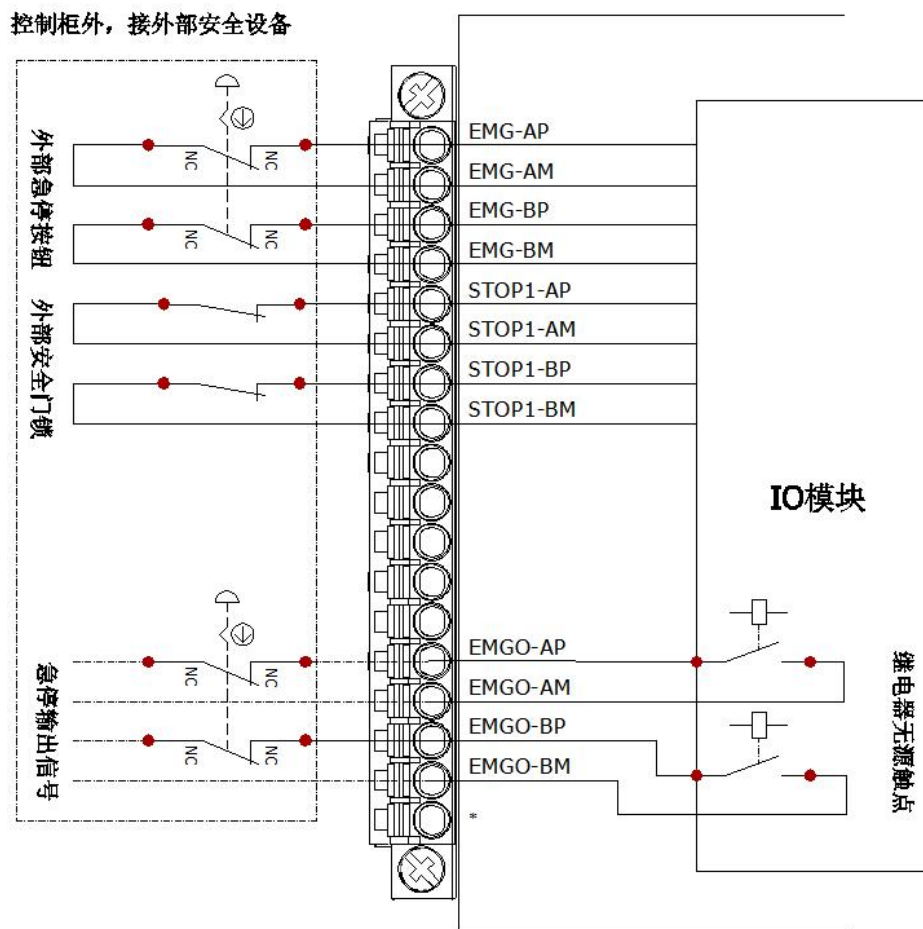 控制柜外，接外部安全设备
外部急停按钮
NC
NC
NC
NC
外部安全门锁
EMG-AP
EMG-AM
EMG-BP
EMG-BM
STOP1-AP
STOP1-AM
STOP1-BP
STOP1-BM
IO模块
急停输出信号
NC
NC
NC
NC
EMGO-AP
EMGO-AM
EMGO-BP
EMGO-BM
*
继电器无源触点